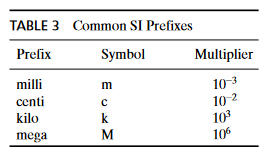 TABLE 3 Common SI Prefixes
Prefix Symbol Multiplier
milli m 10⁻³
centi c 10⁻²
kilo k 10³
mega M 10⁶